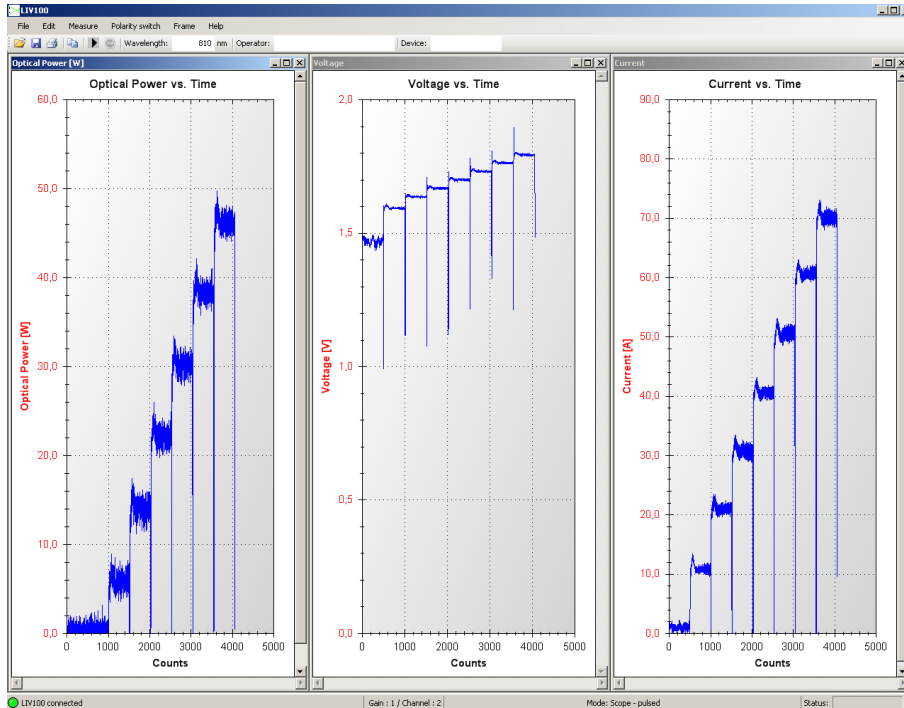 LIV100
File Edit Measure Polarity switch Frame Help
Wavelength: 810 nm Operator: Device:
Optical Power [W]
Optical Power vs. Time
60,0
50,0
40,0
30,0
20,0
10,0
0,0
Optical Power [W]
0 1000 2000 3000 4000 5000
Counts
Voltage
Voltage vs. Time
2,0
1,5
1,0
0,5
0,0
Voltage [V]
0 1000 2000 3000 4000 5000
Counts
Current
Current vs. Time
90,0
80,0
70,0
60,0
50,0
40,0
30,0
20,0
10,0
0,0
Current [A]
0 1000 2000 3000 4000 5000
Counts
LIV100 connected Gain : 1 / Channel : 2 Mode: Scope - pulsed Status: